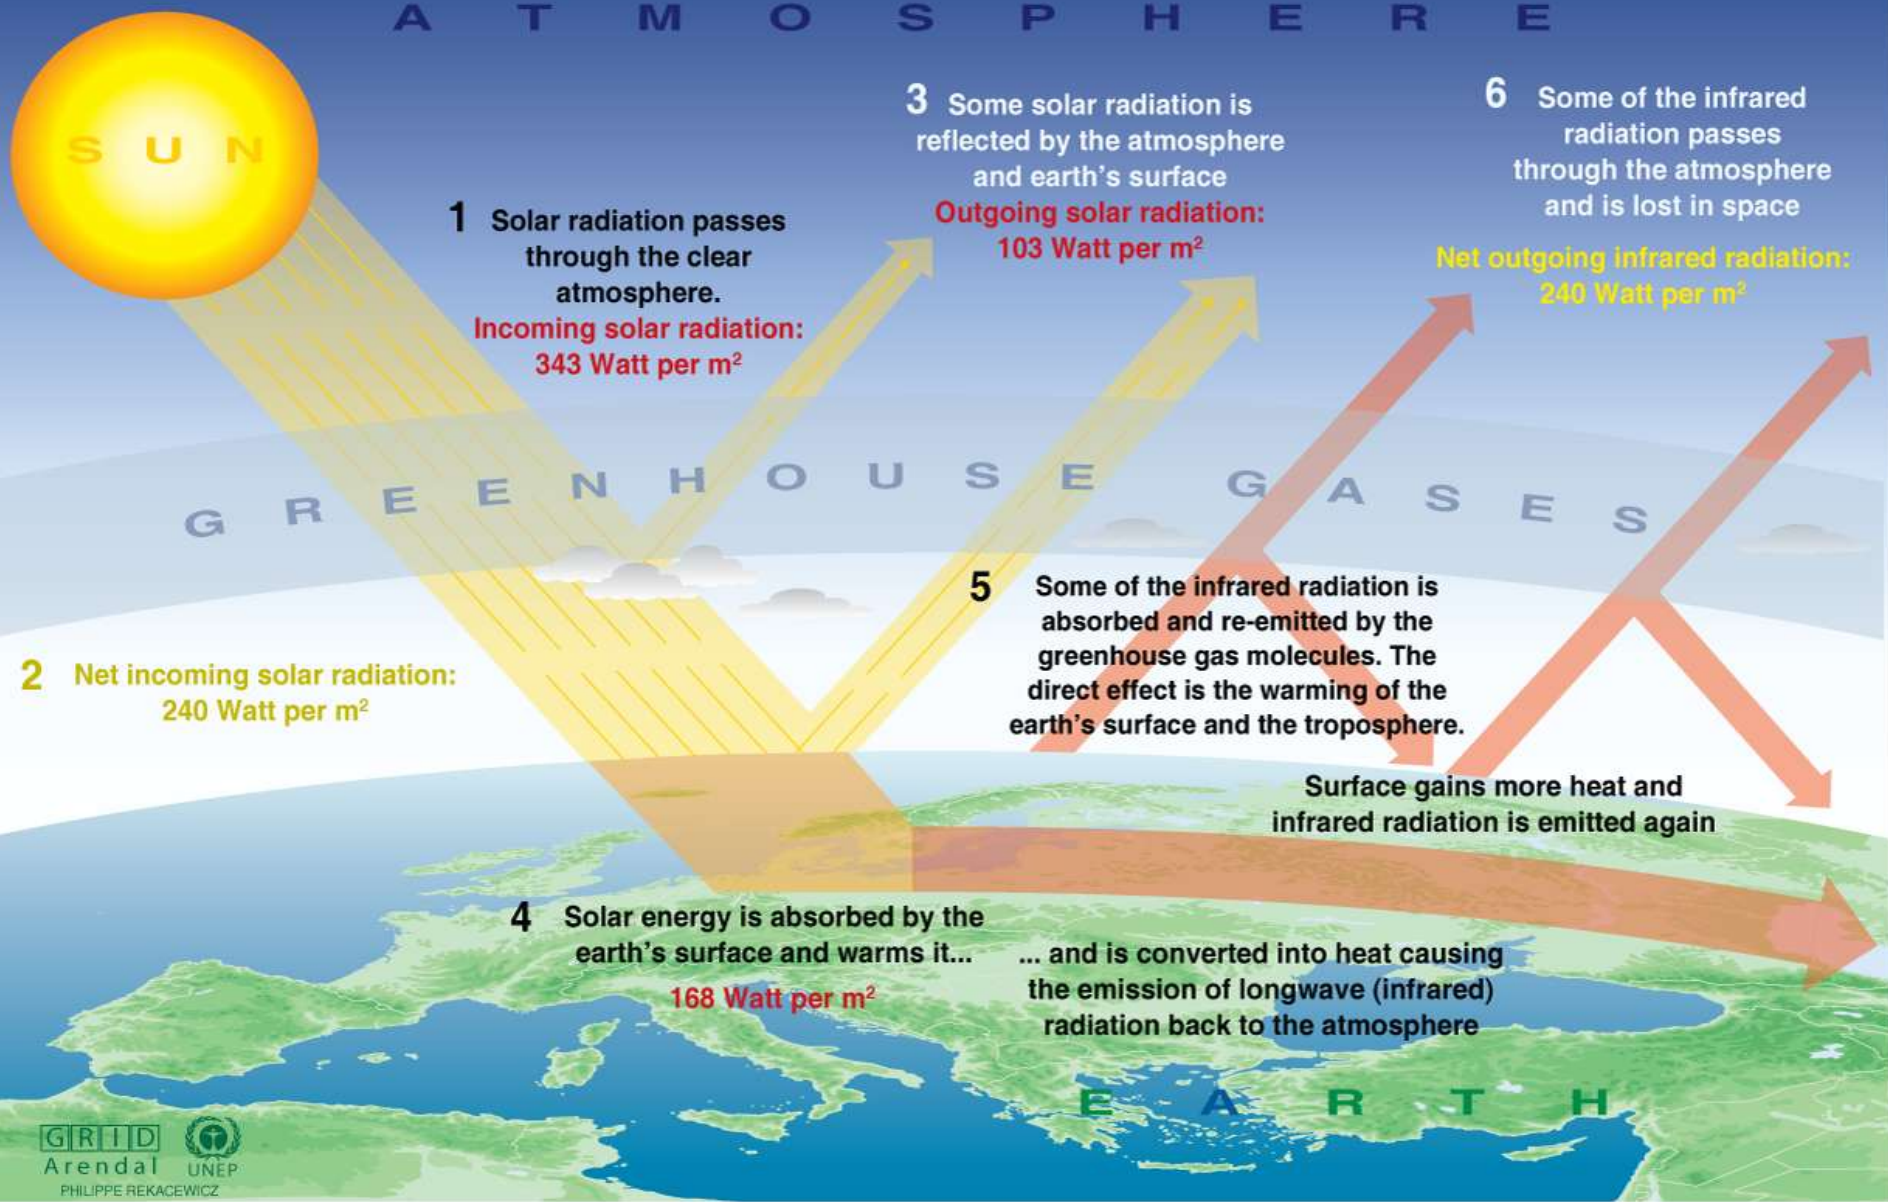 ATMOSPHERE
SUN
1 Solar radiation passes
through the clear
atmosphere.
Incoming solar radiation:
343 Watt per m²
2 Net incoming solar radiation:
240 Watt per m²
3 Some solar radiation is
reflected by the atmosphere
and earth's surface
Outgoing solar radiation:
103 Watt per m²
6 Some of the infrared
radiation passes
through the atmosphere
and is lost in space
Net outgoing infrared radiation:
240 Watt per m²
GREENHOUSE GASES
5 Some of the infrared radiation is
absorbed and re-emitted by the
greenhouse gas molecules. The
direct effect is the warming of the
earth's surface and the troposphere.
Surface gains more heat and
infrared radiation is emitted again
4 Solar energy is absorbed by the
earth's surface and warms it...
168 Watt per m²
... and is converted into heat causing
the emission of longwave (infrared)
radiation back to the atmosphere
EARTH
GRID
Arendal
UNEP
PHILIPPE REKACEWICZ